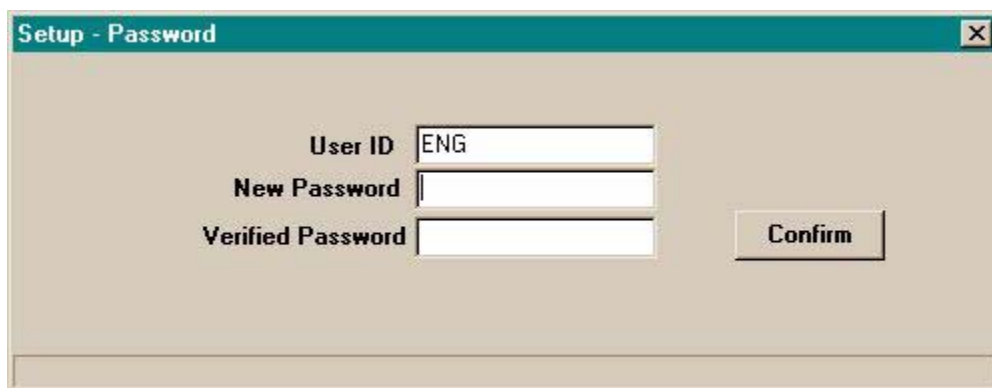 Setup - Password
User ID ENG
New Password
Verified Password
Confirm